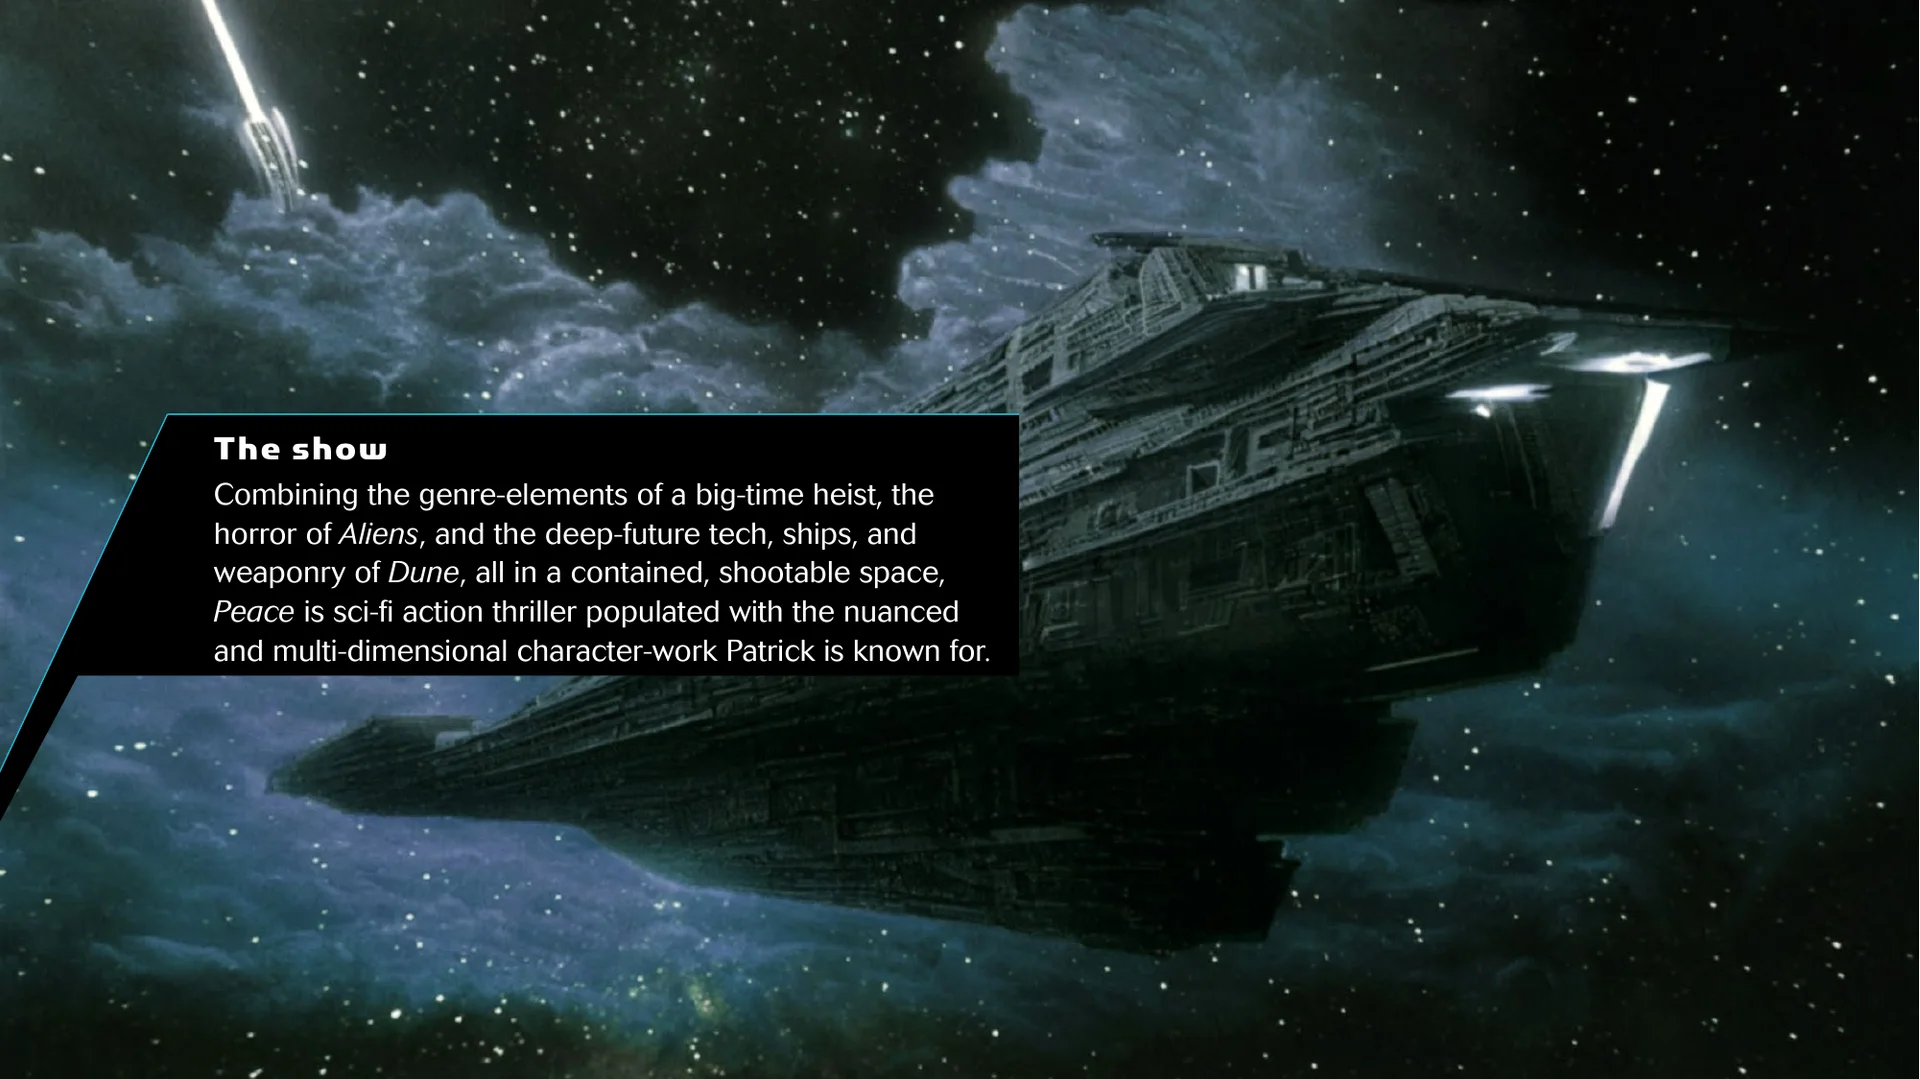 The show
Combining the genre-elements of a big-time heist, the
horror of Aliens, and the deep-future tech, ships, and
weaponry of Dune, all in a contained, shootable space,
Peace is sci-fi action thriller populated with the nuanced
and multi-dimensional character-work Patrick is known for.